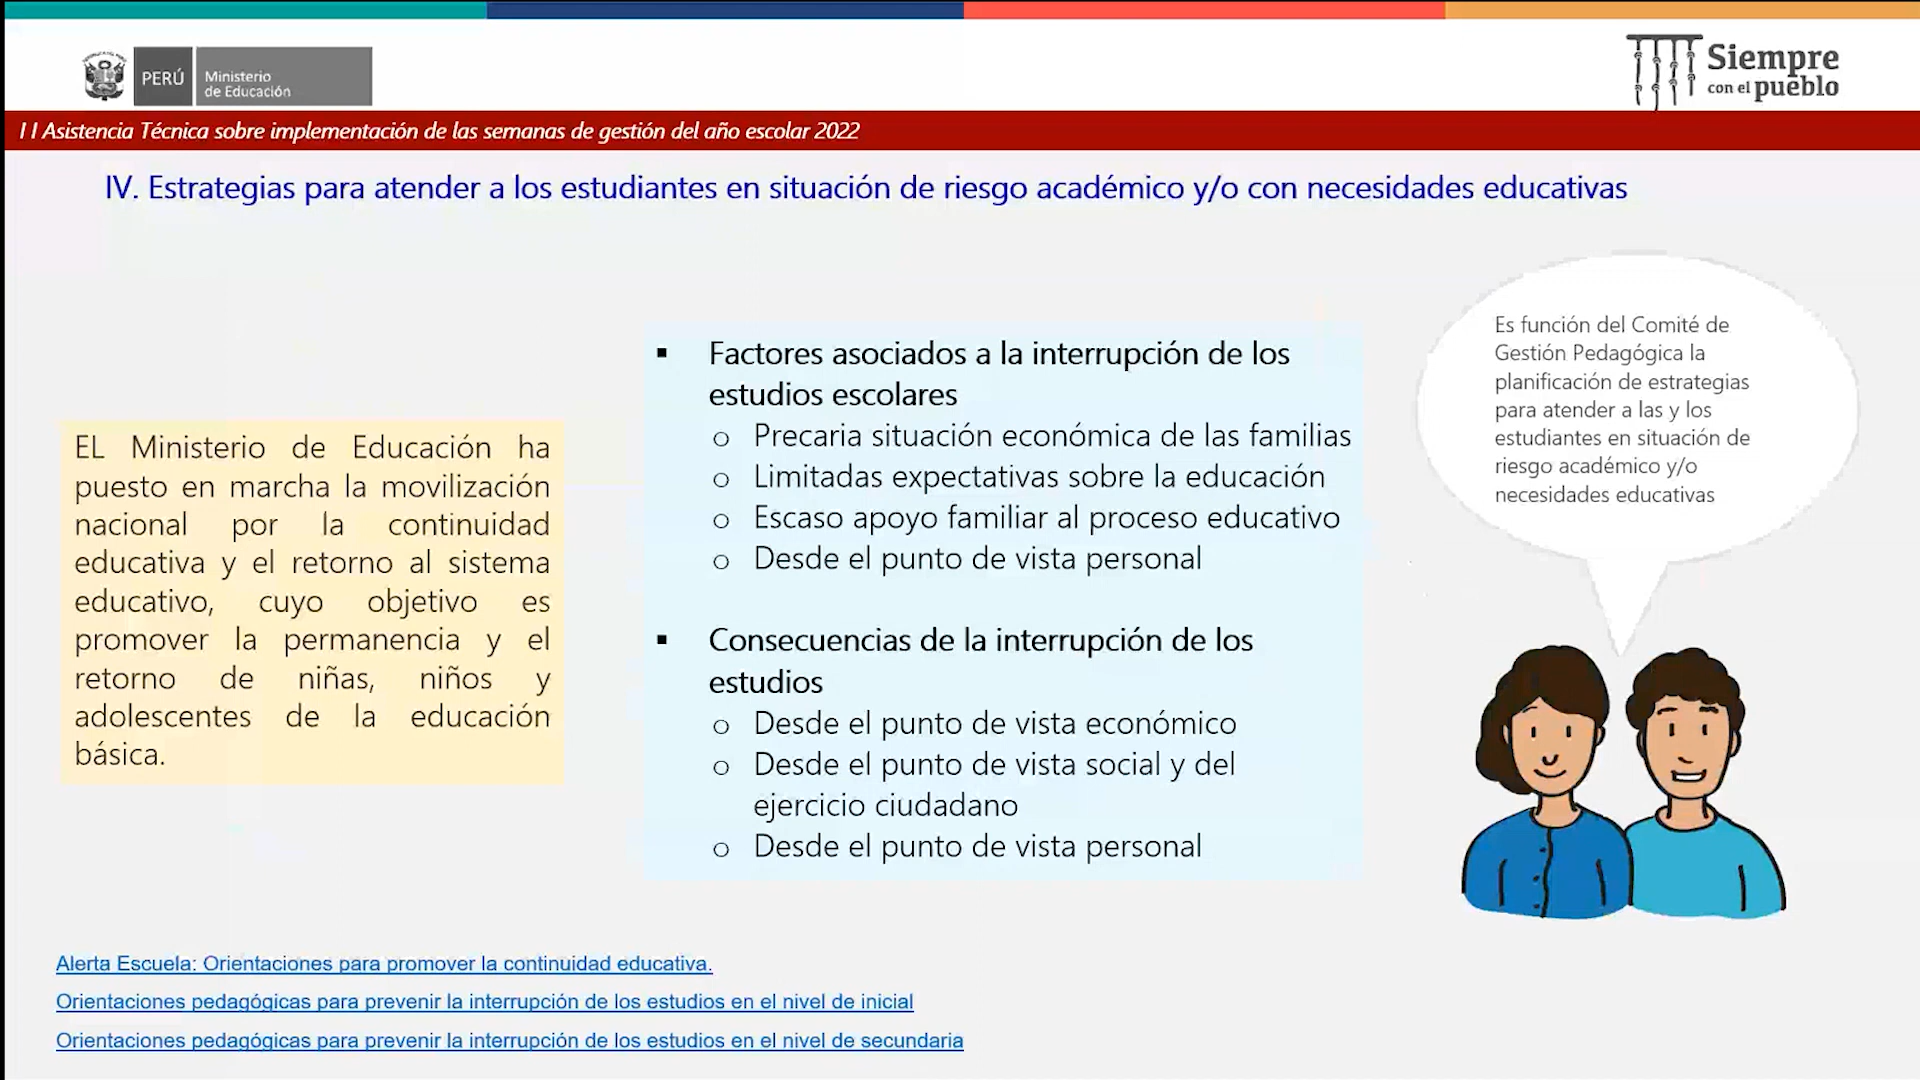 PERÚ
Ministerio
de Educación
Siempre
con el pueblo
I I Asistencia Técnica sobre implementación de las semanas de gestión del año escolar 2022
IV. Estrategias para atender a los estudiantes en situación de riesgo académico y/o con necesidades educativas
EL Ministerio de Educación ha
puesto en marcha la movilización
nacional por la continuidad
educativa y el retorno al sistema
educativo, cuyo objetivo es
promover la permanencia y el
retorno de niñas, niños y
adolescentes de la educación
básica.
▪ Factores asociados a la interrupción de los
estudios escolares
o Precaria situación económica de las familias
o Limitadas expectativas sobre la educación
o Escaso apoyo familiar al proceso educativo
o Desde el punto de vista personal
▪ Consecuencias de la interrupción de los
estudios
o Desde el punto de vista económico
o Desde el punto de vista social y del
ejercicio ciudadano
o Desde el punto de vista personal
Es función del Comité de
Gestión Pedagógica la
planificación de estrategias
para atender a las y los
estudiantes en situación de
riesgo académico y/o
necesidades educativas
Alerta Escuela: Orientaciones para promover la continuidad educativa.
Orientaciones pedagógicas para prevenir la interrupción de los estudios en el nivel de inicial
Orientaciones pedagógicas para prevenir la interrupción de los estudios en el nivel de secundaria